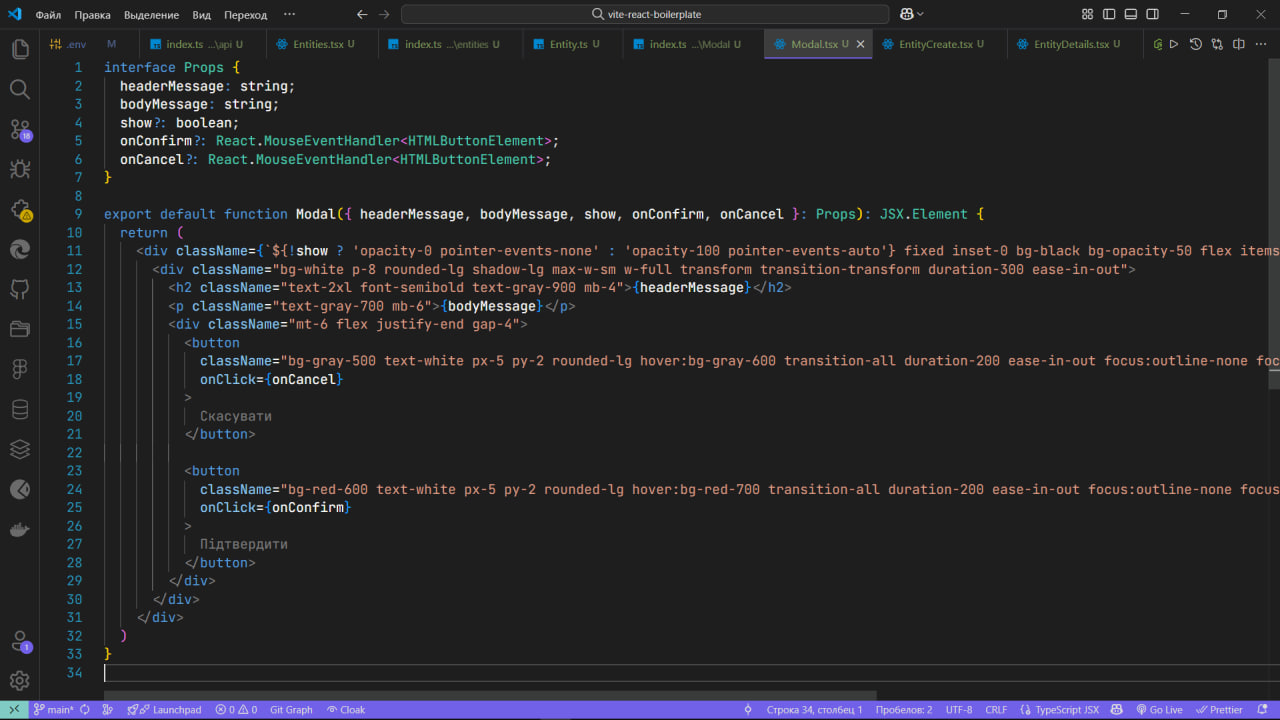 Файл Правка Выделение Вид Переход ··· vite-react-boilerplate
.env M index.ts ...\api U Entities.tsx U index.ts ...\entities U Entity.ts U index.ts ...\Modal U Modal.tsx U EntityCreate.tsx U EntityDetails.tsx U
1 interface Props {
2 headerMessage: string;
3 bodyMessage: string;
4 show?: boolean;
5 onConfirm?: React.MouseEventHandler<HTMLButtonElement>;
6 onCancel?: React.MouseEventHandler<HTMLButtonElement>;
7 }
8
9 export default function Modal({ headerMessage, bodyMessage, show, onConfirm, onCancel }: Props): JSX.Element {
10 return (
11 <div className={`${!show ? 'opacity-0 pointer-events-none' : 'opacity-100 pointer-events-auto'} fixed inset-0 bg-black bg-opacity-50 flex items
12 <div className="bg-white p-8 rounded-lg shadow-lg max-w-sm w-full transform transition-transform duration-300 ease-in-out">
13 <h2 className="text-2xl font-semibold text-gray-900 mb-4">{headerMessage}</h2>
14 <p className="text-gray-700 mb-6">{bodyMessage}</p>
15 <div className="mt-6 flex justify-end gap-4">
16 <button
17 className="bg-gray-500 text-white px-5 py-2 rounded-lg hover:bg-gray-600 transition-all duration-200 ease-in-out focus:outline-none foc
18 onClick={onCancel}
19 >
20 Скасувати
21 </button>
22
23 <button
24 className="bg-red-600 text-white px-5 py-2 rounded-lg hover:bg-red-700 transition-all duration-200 ease-in-out focus:outline-none focus
25 onClick={onConfirm}
26 >
27 Підтвердити
28 </button>
29 </div>
30 </div>
31 </div>
32 )
33 }
34
16
1
main* Launchpad 0 0 Git Graph Cloak Строка 34, столбец 1 Пробелов: 2 UTF-8 CRLF TypeScript JSX Go Live Prettier